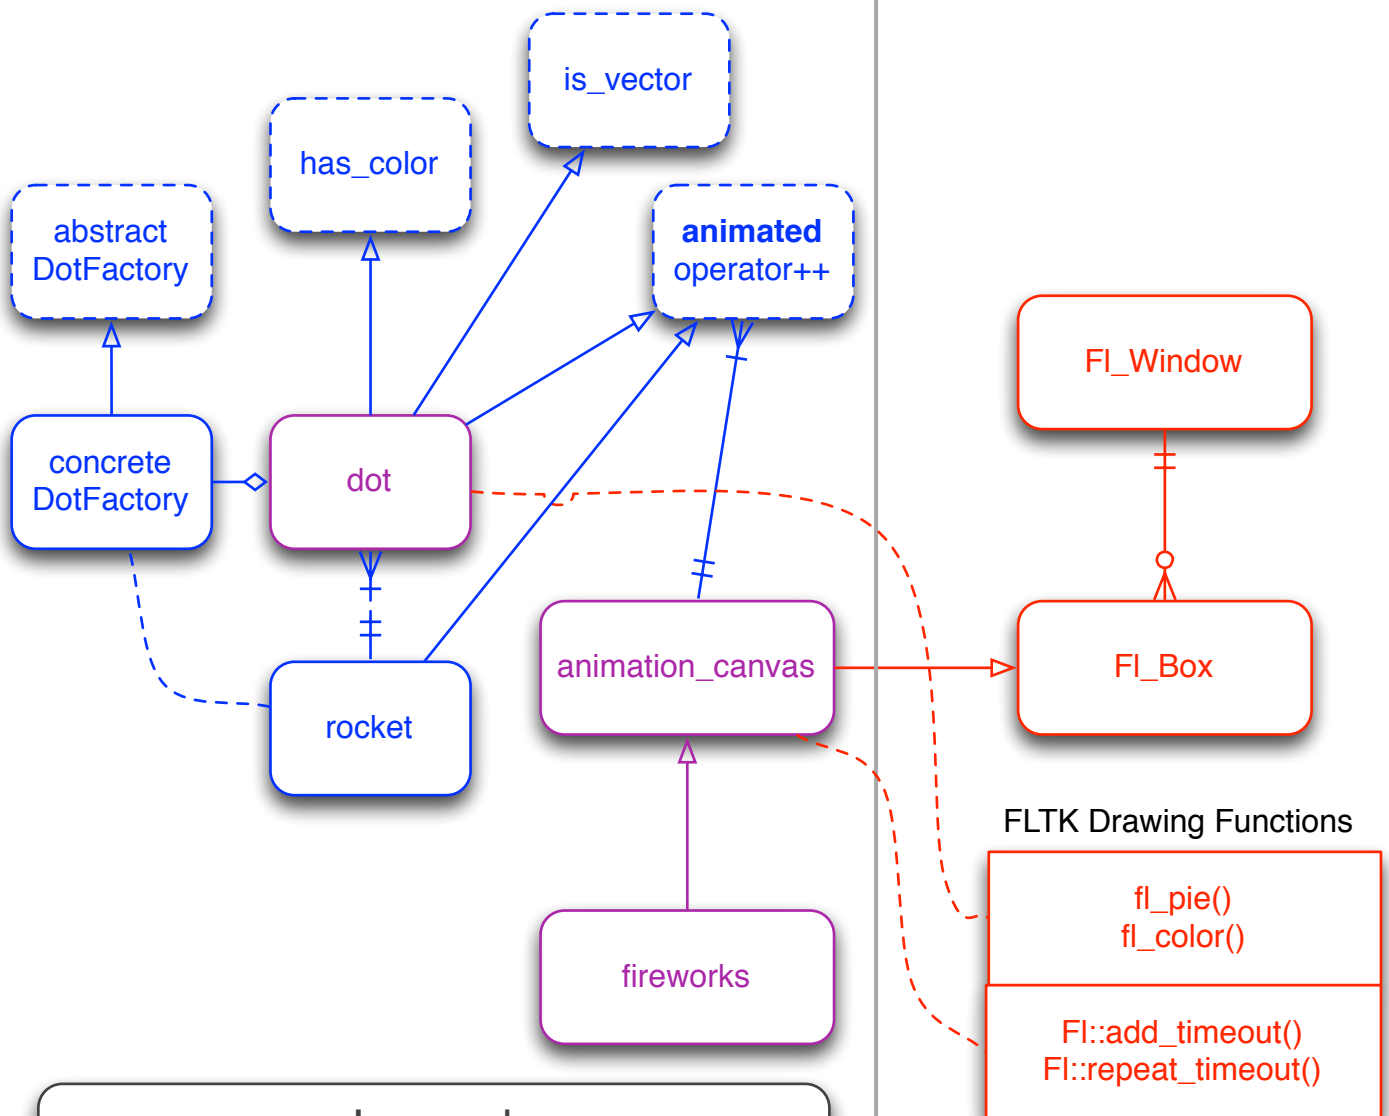 is_vector
has_color
abstract
DotFactory
animated
operator++
Fl_Window
concrete
DotFactory
dot
animation_canvas
Fl_Box
rocket
FLTK Drawing Functions
fl_pie()
fl_color()
fireworks
Fl::add_timeout()
Fl::repeat_timeout()